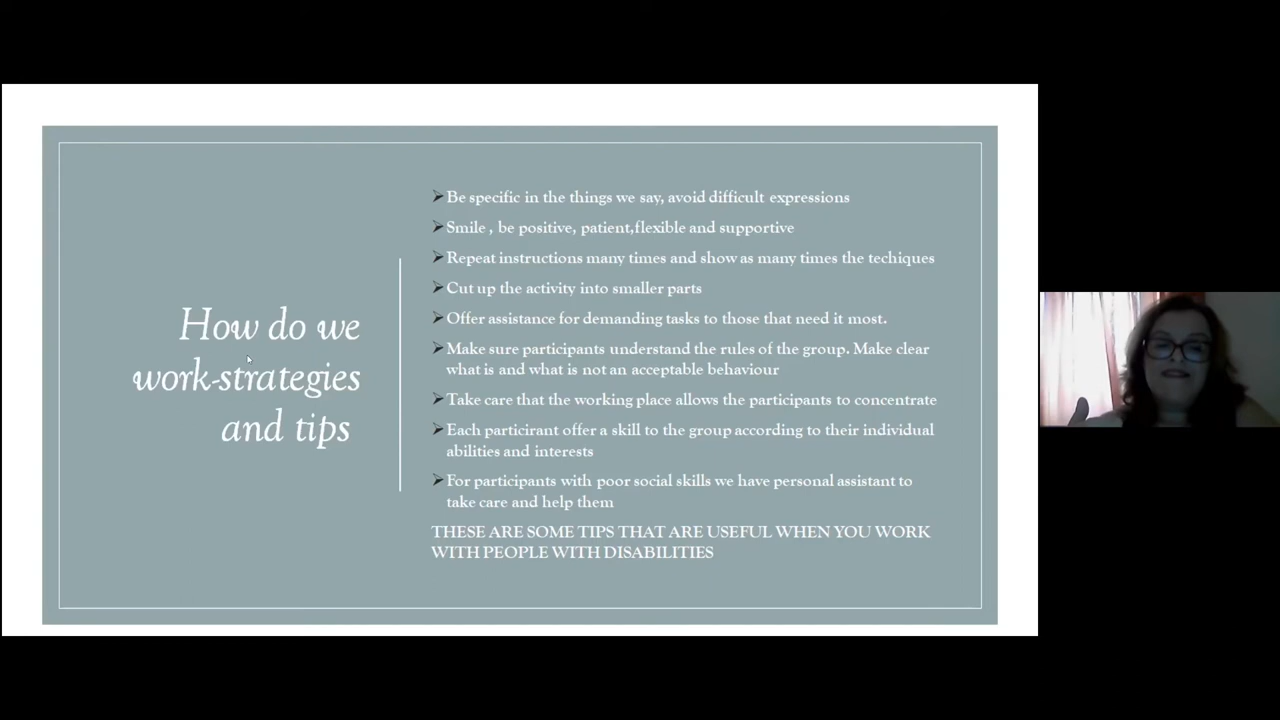 How do we
work-strategies
and tips
Be specific in the things we say, avoid difficult expressions
Smile , be positive, patient,flexible and supportive
Repeat instructions many times and show as many times the techiques
Cut up the activity into smaller parts
Offer assistance for demanding tasks to those that need it most.
Make sure participants understand the rules of the group. Make clear
what is and what is not an acceptable behaviour
Take care that the working place allows the participants to concentrate
Each particirant offer a skill to the group according to their individual
abilities and interests
For participants with poor social skills we have personal assistant to
take care and help them
THESE ARE SOME TIPS THAT ARE USEFUL WHEN YOU WORK
WITH PEOPLE WITH DISABILITIES